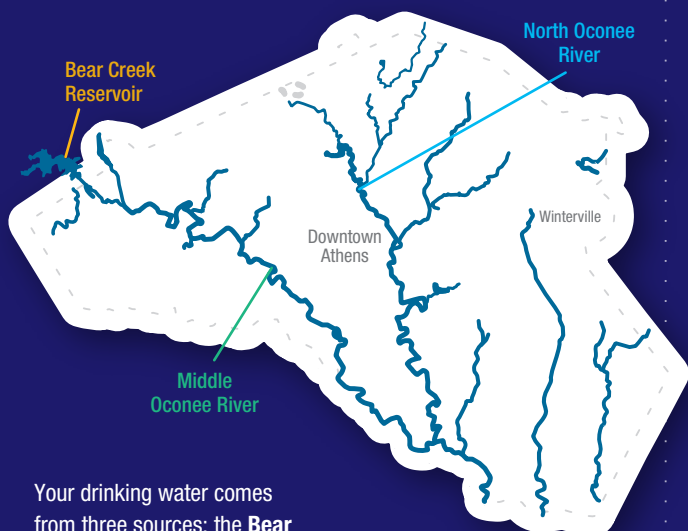 North Oconee
River
Bear Creek
Reservoir
Winterville
Downtown
Athens
Middle
Oconee River
Your drinking water comes
from three sources: the Bear